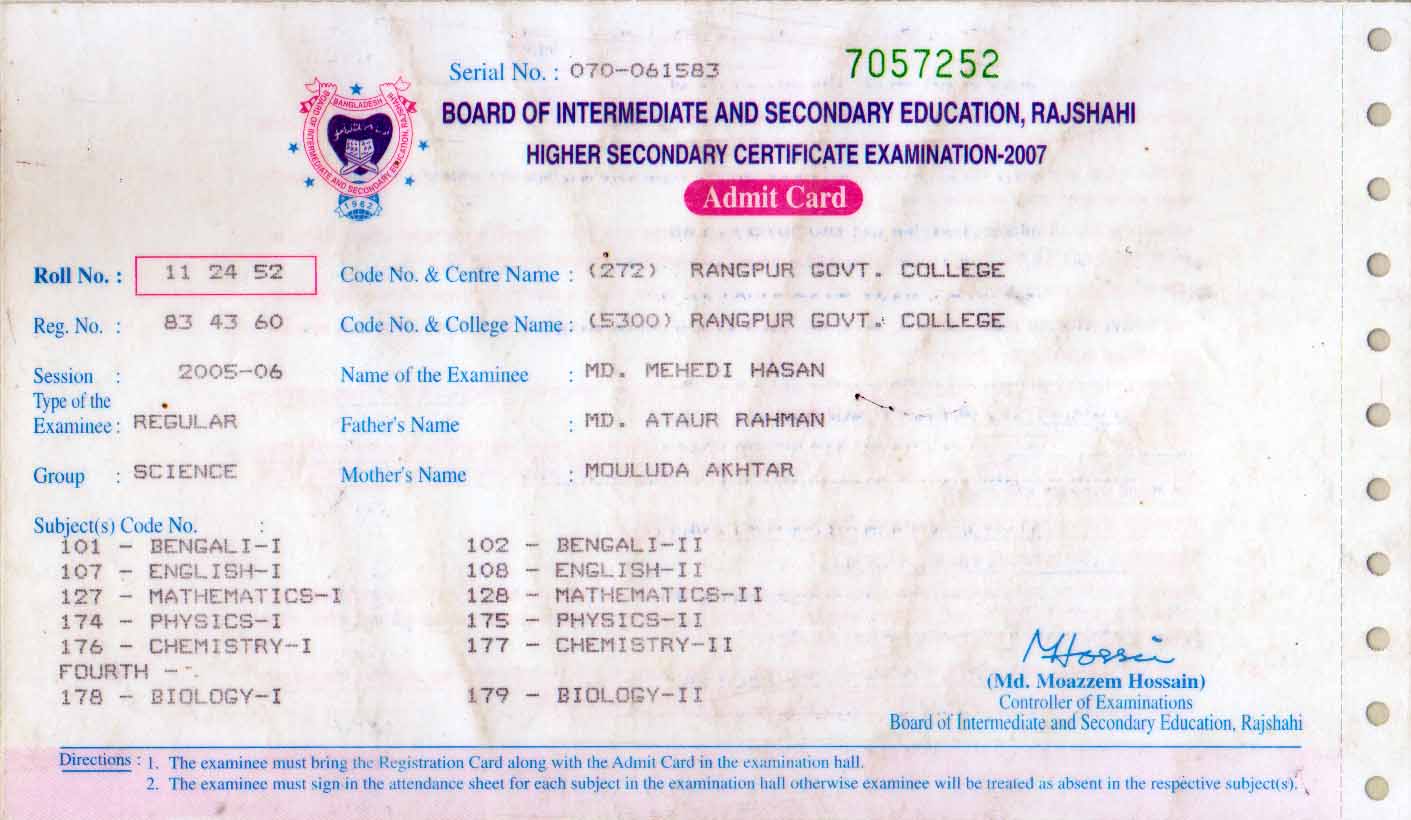 Serial No. : 070-061583
7057252
BOARD OF INTERMEDIATE AND SECONDARY EDUCATION, RAJSHAHI
HIGHER SECONDARY CERTIFICATE EXAMINATION-2007
Admit Card
BANGLADESH
BOARD OF INTERMEDIATE AND SECONDARY EDUCATION, RAJSHAHI
1962
Roll No. : 11 24 52 Code No. & Centre Name : (272) RANGPUR GOVT. COLLEGE
Reg. No. : 83 43 60 Code No. & College Name : (5300) RANGPUR GOVT. COLLEGE
Session : 2005-06 Name of the Examinee : MD. MEHEDI HASAN
Type of the
Examinee : REGULAR Father's Name : MD. ATAUR RAHMAN
Group : SCIENCE Mother's Name : MOULUDA AKHTAR
Subject(s) Code No. :
101 - BENGALI-I 102 - BENGALI-II
107 - ENGLISH-I 108 - ENGLISH-II
127 - MATHEMATICS-I 128 - MATHEMATICS-II
174 - PHYSICS-I 175 - PHYSICS-II
176 - CHEMISTRY-I 177 - CHEMISTRY-II
FOURTH -
178 - BIOLOGY-I 179 - BIOLOGY-II
MHossain
(Md. Moazzem Hossain)
Controller of Examinations
Board of Intermediate and Secondary Education, Rajshahi
Directions : 1. The examinee must bring the Registration Card along with the Admit Card in the examination hall.
2. The examinee must sign in the attendance sheet for each subject in the examination hall otherwise examinee will be treated as absent in the respective subject(s).